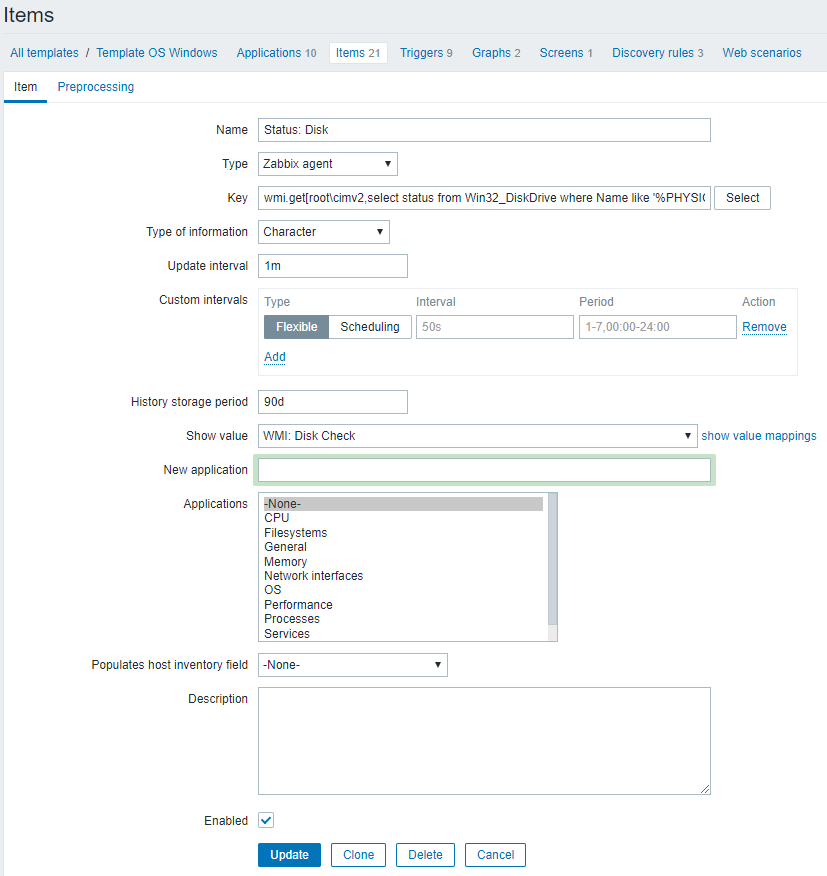 Items
All templates / Template OS Windows Applications 10 Items 21 Triggers 9 Graphs 2 Screens 1 Discovery rules 3 Web scenarios
Item Preprocessing
Name Status: Disk
Type Zabbix agent
Key wmi.get[root\cimv2,select status from Win32_DiskDrive where Name like '%PHYSIC Select
Type of information Character
Update interval 1m
Custom intervals Type Interval Period Action
Flexible Scheduling 50s 1-7,00:00-24:00 Remove
Add
History storage period 90d
Show value WMI: Disk Check show value mappings
New application
Applications -None-
CPU
Filesystems
General
Memory
Network interfaces
OS
Performance
Processes
Services
Populates host inventory field -None-
Description
Enabled
Update Clone Delete Cancel